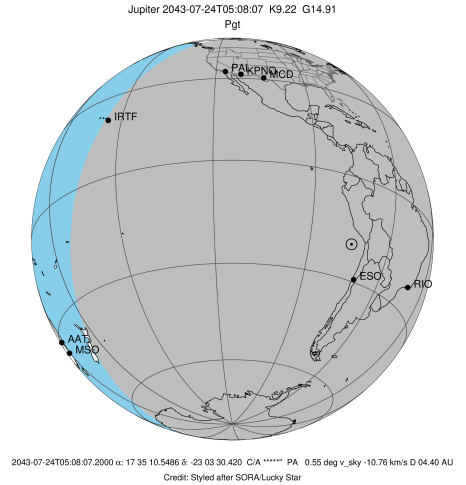 Jupiter 2043-07-24T05:08:07 K9.22 G14.91
Pgt
PAL KPNO MCD
IRTF
ESO RIO
AAT
MSO
2043-07-24T05:08:07.2000 α: 17 35 10.5486 δ: -23 03 30.420 C/A *****" PA 0.55 deg v_sky -10.76 km/s D 04.40 AU
Credit: Styled after SORA/Lucky Star